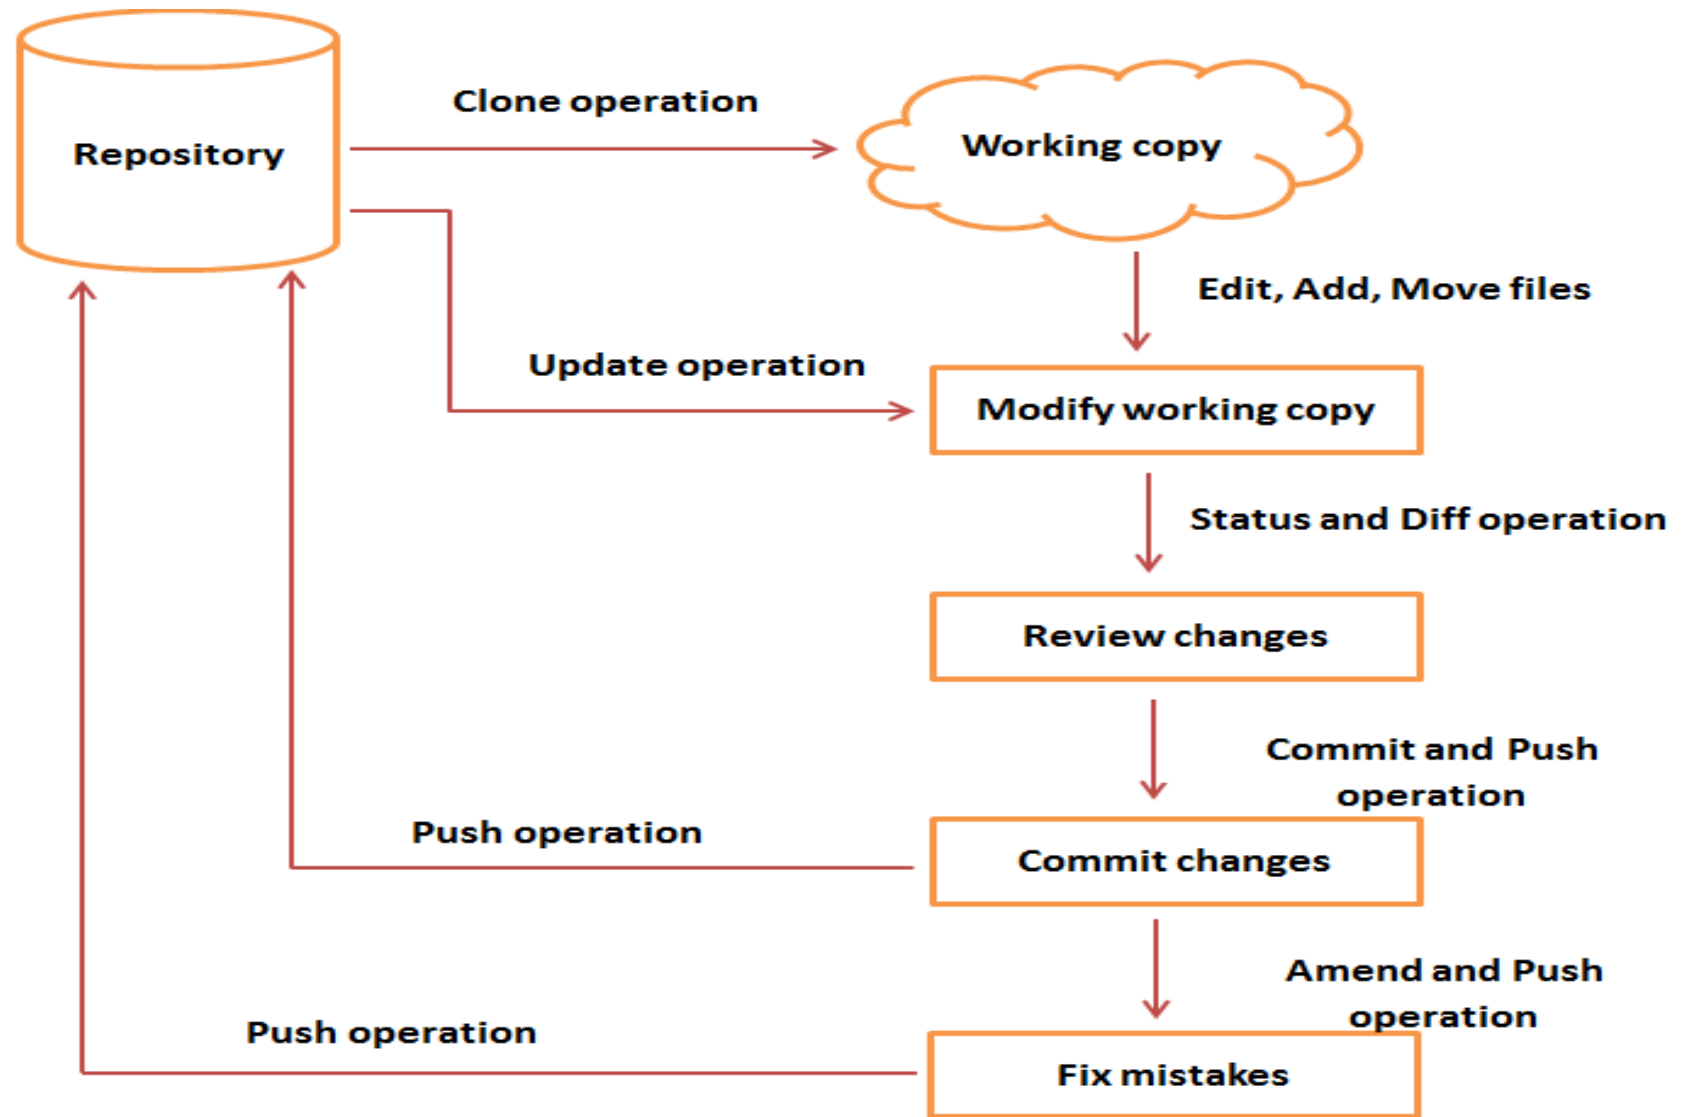 Clone operation
Repository
Working copy
Edit, Add, Move files
Update operation
Modify working copy
Status and Diff operation
Review changes
Commit and Push
operation
Push operation
Commit changes
Amend and Push
operation
Push operation
Fix mistakes